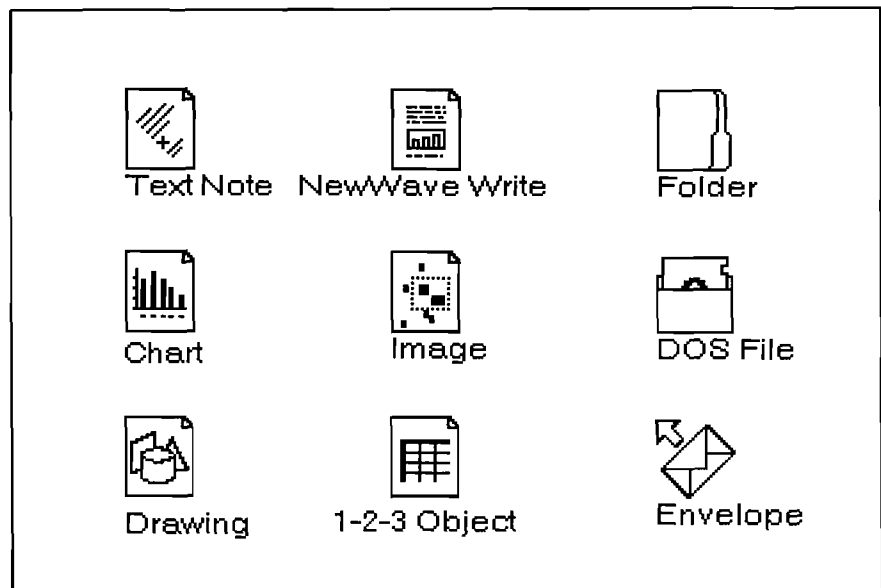 Text Note
NewWave Write
Folder
Chart
Image
DOS File
Drawing
1-2-3 Object
Envelope